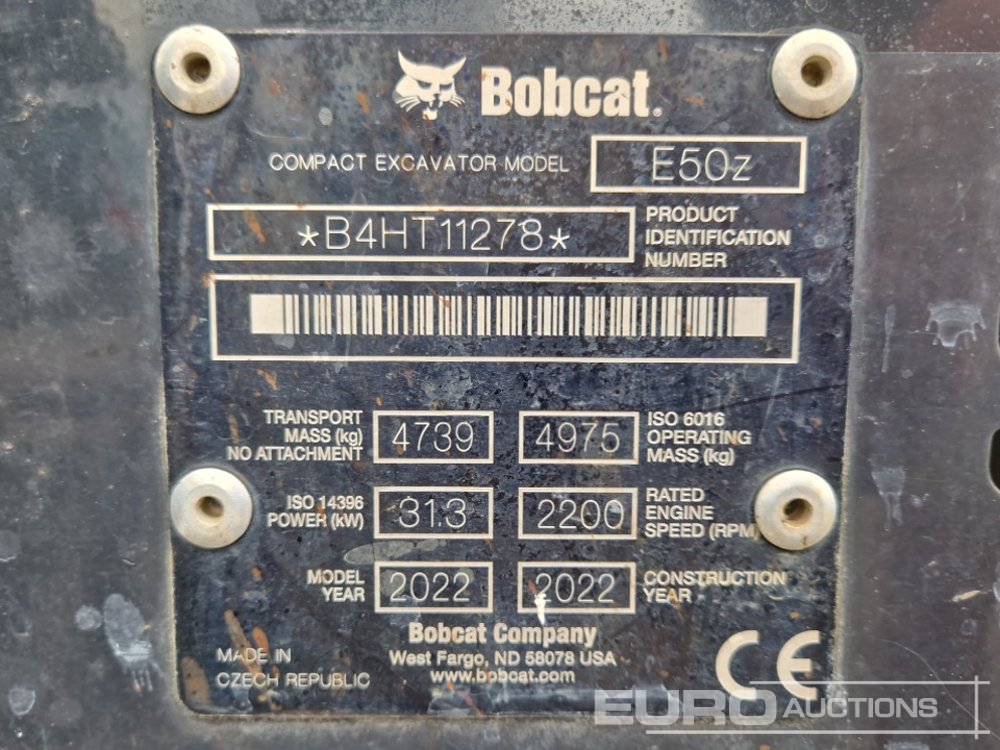 Bobcat.
COMPACT EXCAVATOR MODEL E50z
*B4HT11278*
PRODUCT
IDENTIFICATION
NUMBER
TRANSPORT
MASS (kg)
NO ATTACHMENT
4739
4975
ISO 6016
OPERATING
MASS (kg)
ISO 14396
POWER (kW)
31.3
2200
RATED
ENGINE
SPEED (RPM)
MODEL
YEAR
2022
2022
CONSTRUCTION
YEAR
Bobcat Company
West Fargo, ND 58078 USA
www.bobcat.com
MADE IN
CZECH REPUBLIC
CE
EURO AUCTIONS